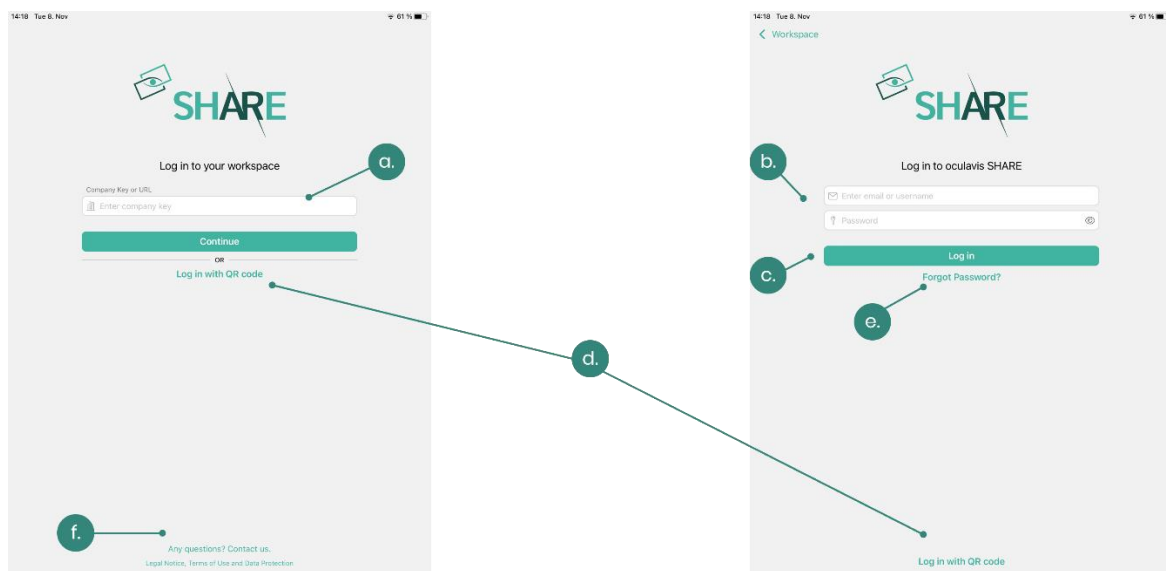 14:18 Tue 8. Nov
61 %
SHARE
Log in to your workspace
a.
Company Key or URL
Enter company key
Continue
OR
Log in with QR code
f.
Any questions? Contact us.
Legal Notice, Terms of Use and Data Protection
d.
14:18 Tue 8. Nov
61 %
Workspace
SHARE
Log in to oculavis SHARE
b.
Enter email or username
Password
c.
Log in
Forgot Password?
e.
Log in with QR code